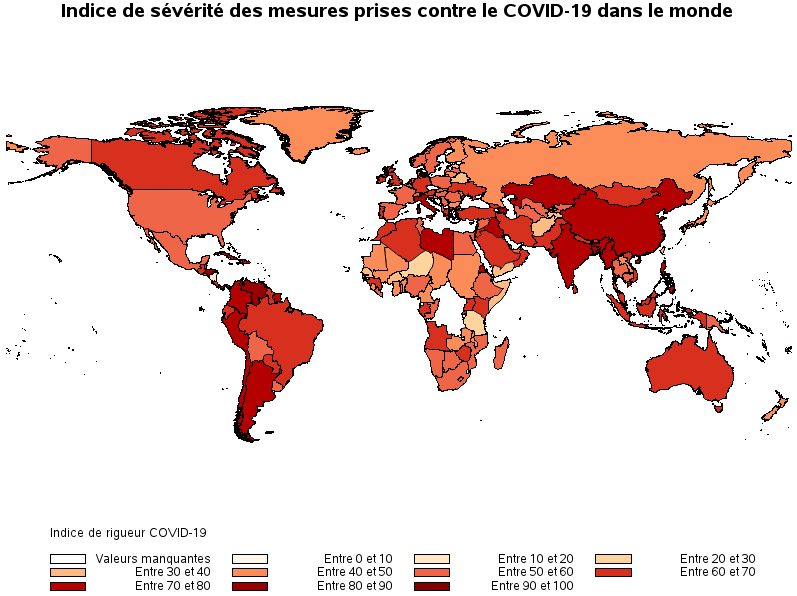 Indice de sévérité des mesures prises contre le COVID-19 dans le monde
Indice de rigueur COVID-19
Valeurs manquantes Entre 0 et 10 Entre 10 et 20 Entre 20 et 30
Entre 30 et 40 Entre 40 et 50 Entre 50 et 60 Entre 60 et 70
Entre 70 et 80 Entre 80 et 90 Entre 90 et 100